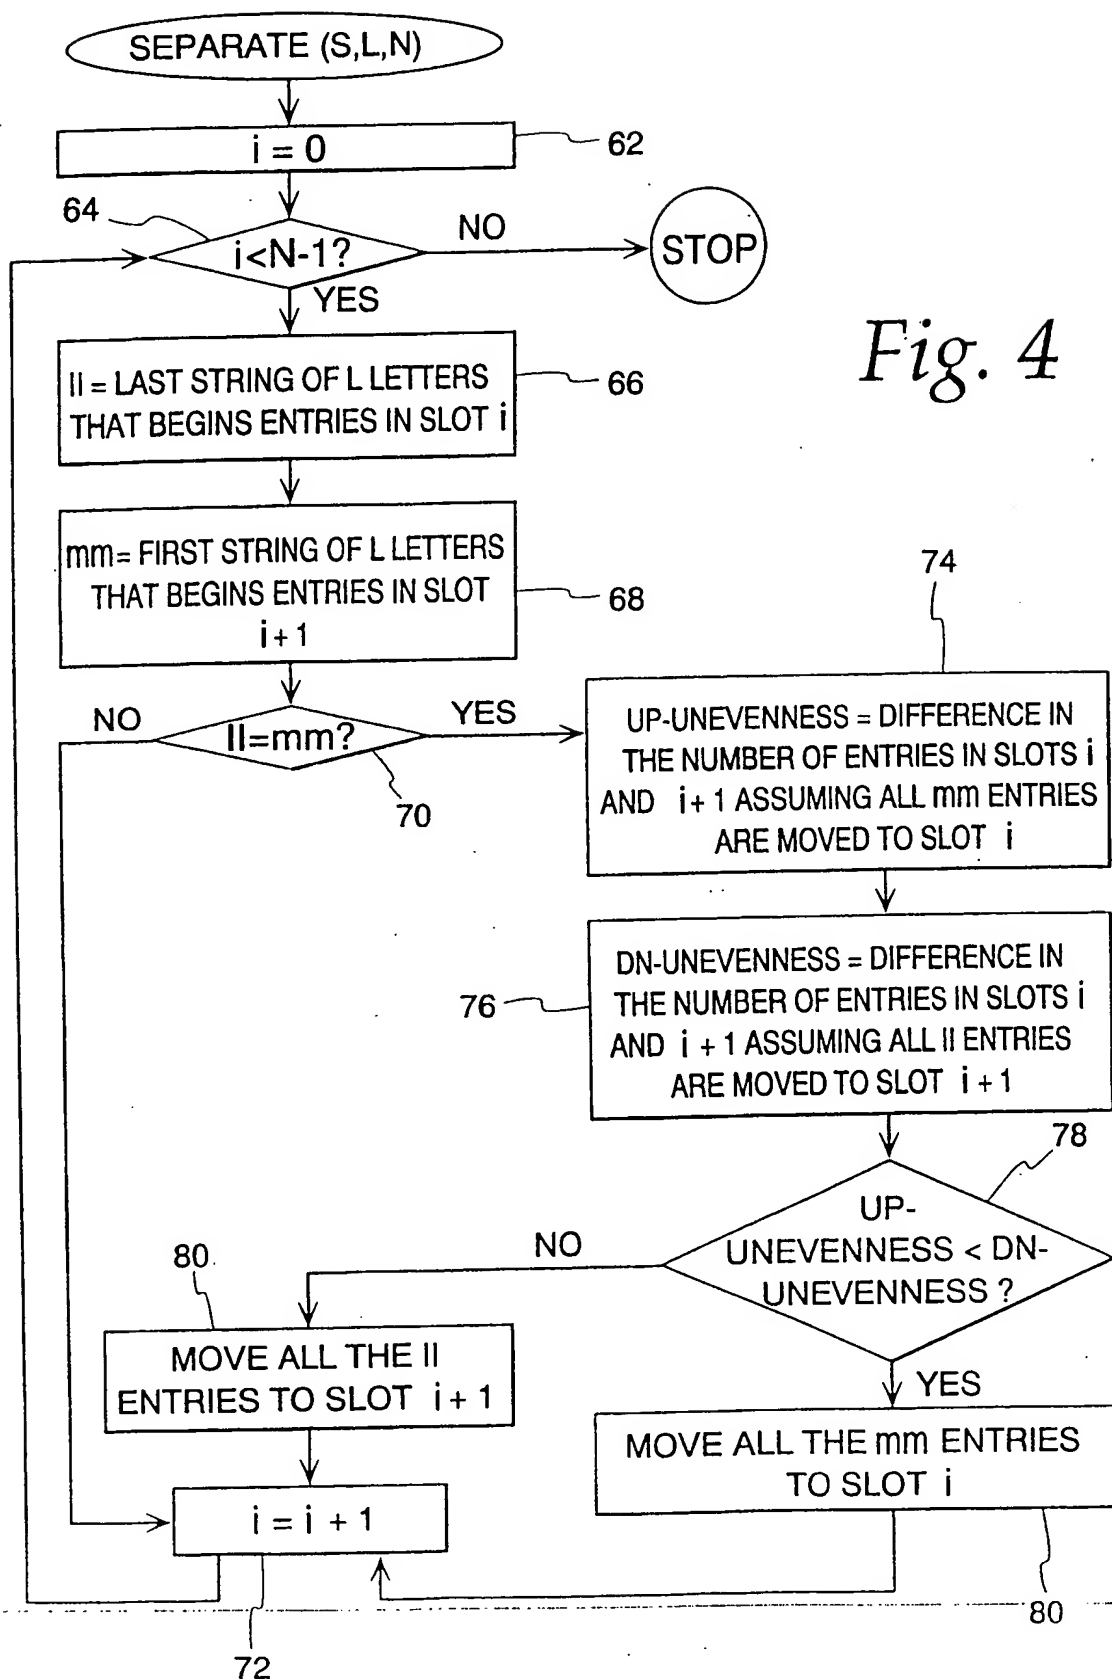 SEPARATE (S,L,N)
i = 0
62
64
i<N-1?
NO
STOP
YES
Fig. 4
ll = LAST STRING OF L LETTERS
THAT BEGINS ENTRIES IN SLOT i
66
mm = FIRST STRING OF L LETTERS
THAT BEGINS ENTRIES IN SLOT
i + 1
68
NO
ll=mm?
YES
70
74
UP-UNEVENNESS = DIFFERENCE IN
THE NUMBER OF ENTRIES IN SLOTS i
AND i + 1 ASSUMING ALL mm ENTRIES
ARE MOVED TO SLOT i
76
DN-UNEVENNESS = DIFFERENCE IN
THE NUMBER OF ENTRIES IN SLOTS i
AND i + 1 ASSUMING ALL ll ENTRIES
ARE MOVED TO SLOT i + 1
78
UP-
UNEVENNESS < DN-
UNEVENNESS ?
NO
YES
80
MOVE ALL THE ll
ENTRIES TO SLOT i + 1
MOVE ALL THE mm ENTRIES
TO SLOT i
80
i = i + 1
72